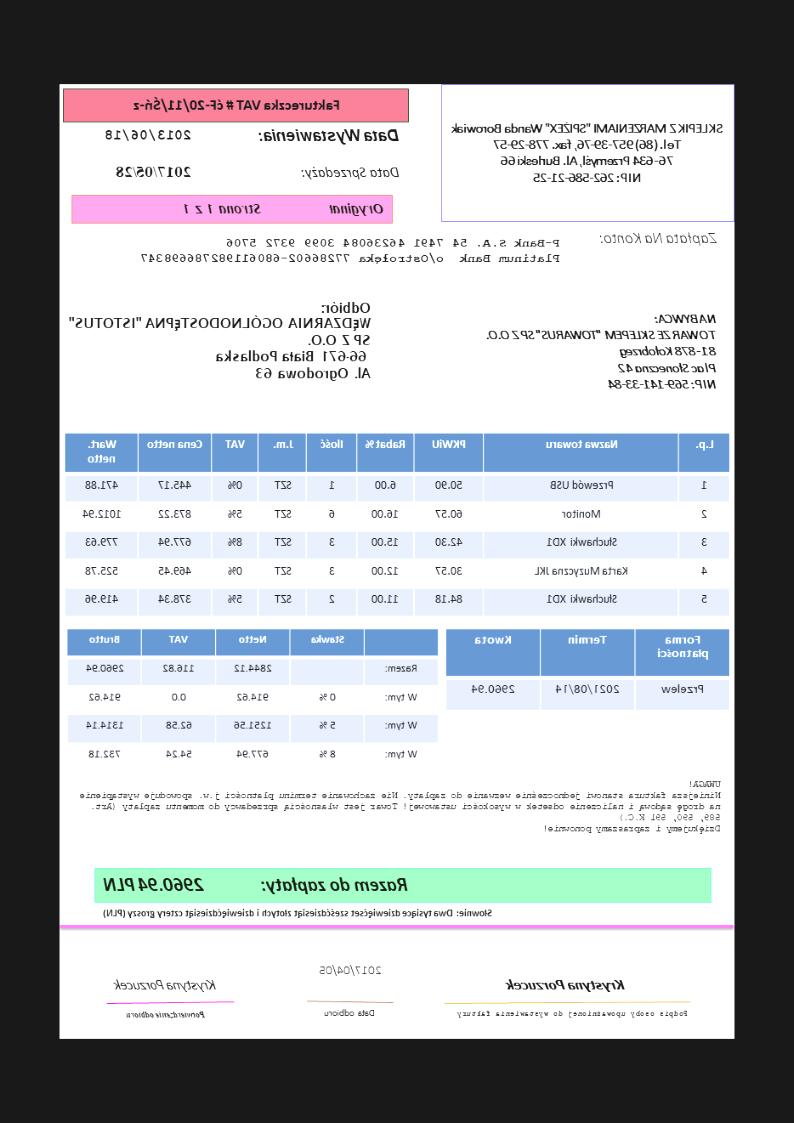 SKLEPIK Z MARZENIAMI "SPIŻEX" Wanda Borowiak
Tel. (86) 957-39-76, fax. 778-29-57
76-634 Przemyśl, Al. Burleski 66
NIP: 262-586-21-25
Faktureczka VAT # ćF-20/11/Śń-z
Data Wystawienia: 2013/06/18
Data Sprzedaży: 2017/05/28
Oryginał Strona 1 z 1
Zapłata Na Konto: P-Bank S.A. 54 7491 46236084 3099 9372 5706
Platinum Bank o/Ostrołęka 77286602-680611982786698347
NABYWCA:
TOWAR ZE SKLEPEM "TOWARUS" SP Z O.O.
81-878 Kołobrzeg
Plac Słoneczna 42
NIP: 569-141-33-84
Odbiór:
WĘDZARNIA OGÓLNODOSTĘPNA "ISTOTUS"
SP Z O.O.
66-671 Biała Podlaska
Al. Ogrodowa 63
L.p. Nazwa towaru PKWiU Rabat % Ilość J.m. VAT Cena netto Wart. netto
1 Przewód USB 50.90 6.00 1 SZT 0% 445.17 471.88
2 Monitor 60.57 16.00 6 SZT 5% 873.22 1012.94
3 Słuchawki XD1 42.30 15.00 3 SZT 8% 677.94 779.63
4 Karta Muzyczna JKL 30.57 12.00 3 SZT 0% 469.45 525.78
5 Słuchawki XD1 84.18 11.00 2 SZT 5% 378.34 419.96
Forma płatności Termin Kwota
Przelew 2021/08/14 2960.94
Stawka Netto VAT Brutto
Razem: 2844.12 116.82 2960.94
W tym: 0 % 914.62 0.0 914.62
W tym: 5 % 1251.56 62.58 1314.14
W tym: 8 % 677.94 54.24 732.18
UWAGA!
Niniejsza faktura stanowi jednocześnie wezwanie do zapłaty. Nie zachowanie terminu płatności j.w. spowoduje wystąpienie
na drogę sądową i naliczenie odsetek w wysokości ustawowej! Towar jest własnością sprzedawcy do momentu zapłaty (Art.
589, 590, 591 K.C.)
Dziękujemy i zapraszamy ponownie!
Razem do zapłaty: 2960.94 PLN
Słownie: Dwa tysiące dziewięćset sześćdziesiąt złotych i dziewięćdziesiąt cztery groszy (PLN)
Krystyna Porzucek
Podpis osoby upoważnionej do wystawienia faktury
2017/04/05
Data odbioru
Krystyna Porzucek
Potwierdzenie odbioru